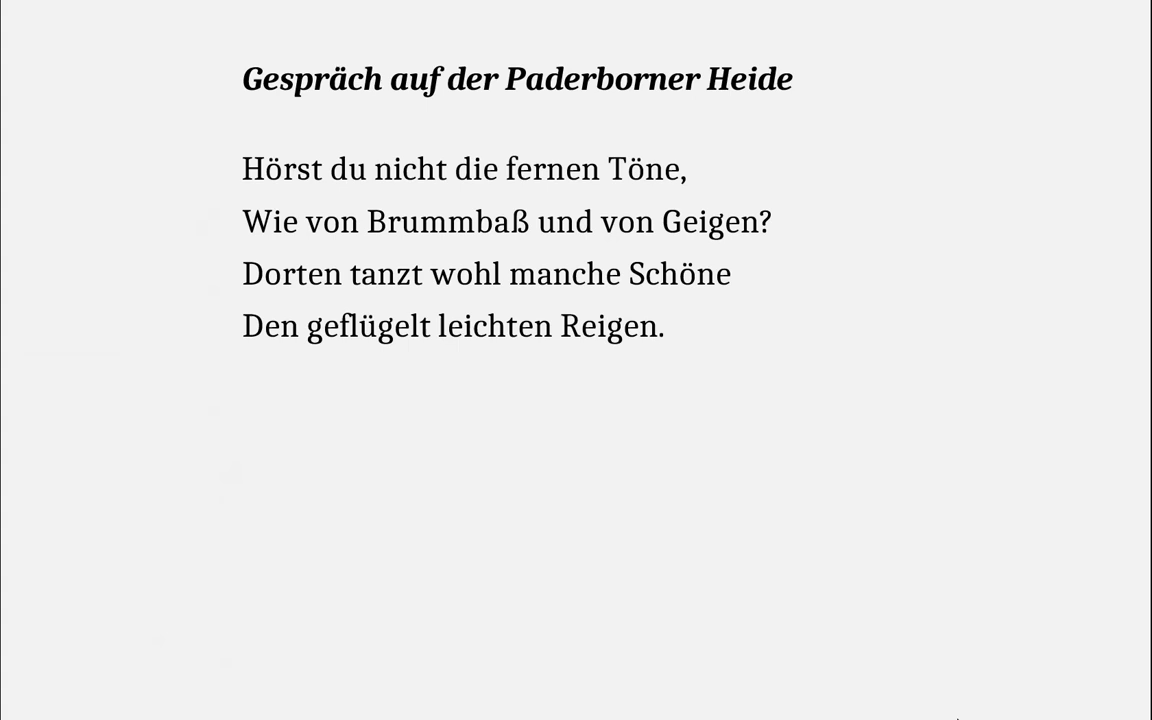 Gespräch auf der Paderborner Heide
Hörst du nicht die fernen Töne,
Wie von Brummbaß und von Geigen?
Dorten tanzt wohl manche Schöne
Den geflügelt leichten Reigen.